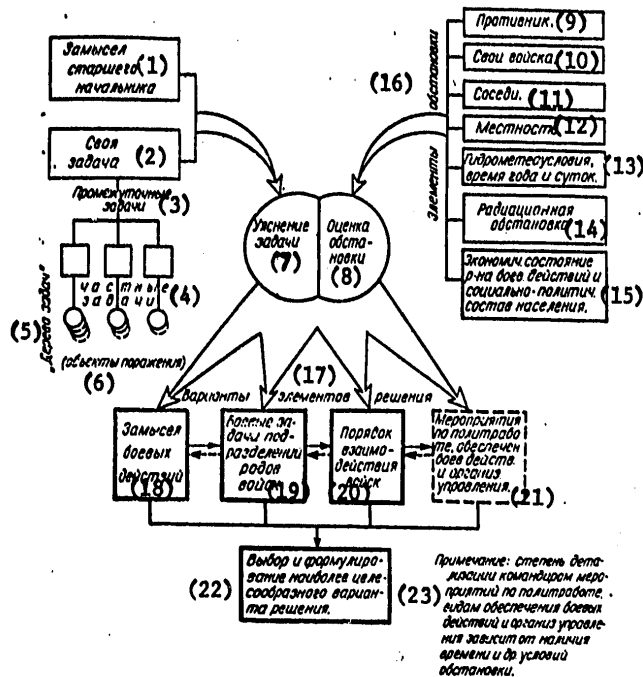 Замысел (1)
старшего
начальника
Своя (2)
задача
Промежуточные
задачи (3)
частные
задачи (4)
(5) „Дерево задач"
(объекты поражения)
(6)
(16)
Элементы обстановки
Противник. (9)
Свои войска (10)
Соседи. (11)
Местность. (12)
Гидрометеусловия, (13)
время года и суток.
Радиационная
обстановка (14)
Экономич. состояние
р-на боев. действий и (15)
социально-политич.
состав населения.
Уяснение
задачи
(7)
Оценка
обста-
новки
(8)
(17)
Варианты элементов решения
Замысел
боевых
действий
(18)
Боевые за-
дачи под-
разделений
родов
войск
(19)
Порядок
взаимо-
действия
войск
(20)
Мероприятия
по политрабо-
те, обеспечен.
боев. действ.
и организ.
управления.
(21)
(22)
Выбор и формулиро-
вание наиболее целе-
сообразного вариан-
та решения.
(23)
Примечание: степень дета-
лизации командиром меро-
приятий по политработе,
видам обеспечения боевых
действий и организ управле-
ния зависит от наличия
времени и др. условий
обстановки.